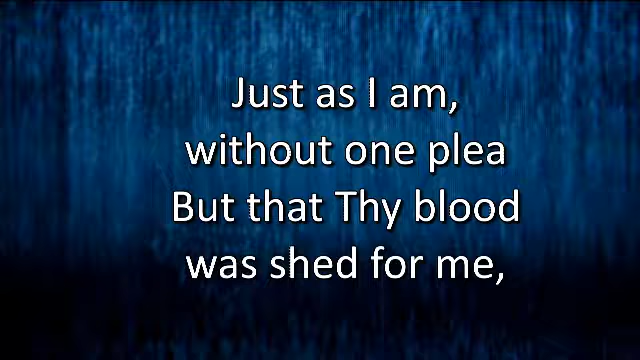 Just as I am,
without one plea
But that Thy blood
was shed for me,